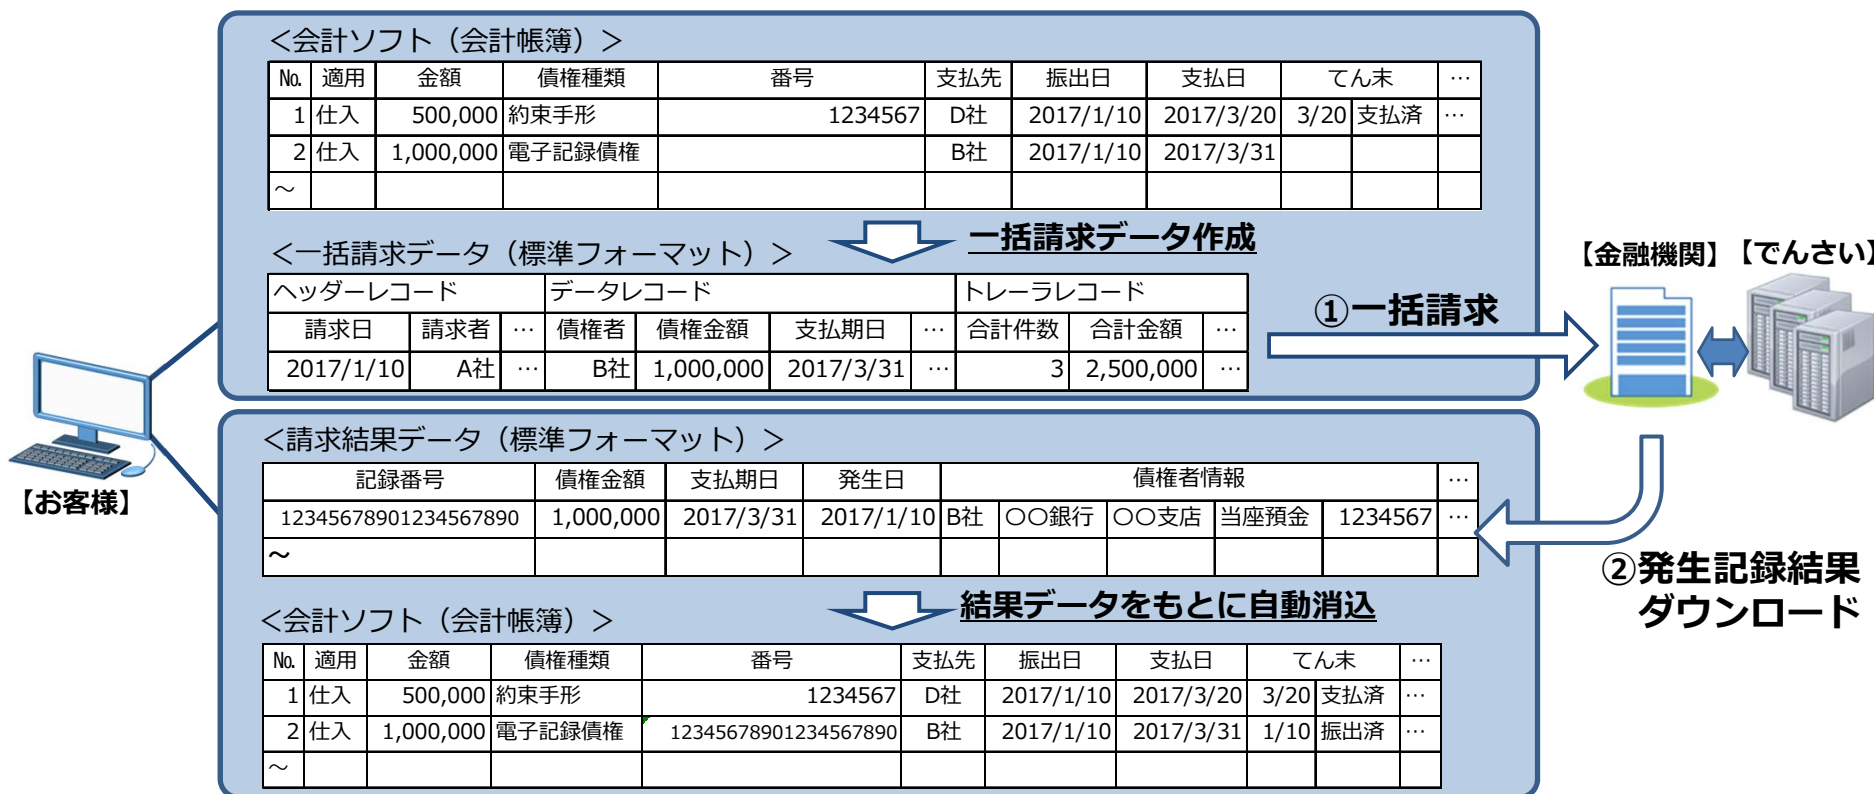 ＜会計ソフト（会計帳簿）＞
№ 適用 金額 債権種類 番号 支払先 振出日 支払日 てん末 …
1 仕入 500,000 約束手形 1234567 D社 2017/1/10 2017/3/20 3/20 支払済 …
2 仕入 1,000,000 電子記録債権 B社 2017/1/10 2017/3/31
～
一括請求データ作成
＜一括請求データ（標準フォーマット）＞
ヘッダーレコード データレコード トレーラレコード
請求日 請求者 … 債権者 債権金額 支払期日 … 合計件数 合計金額 …
2017/1/10 A社 … B社 1,000,000 2017/3/31 … 3 2,500,000 …
①一括請求
【金融機関】【でんさい】
【お客様】
＜請求結果データ（標準フォーマット）＞
記録番号 債権金額 支払期日 発生日 債権者情報 …
12345678901234567890 1,000,000 2017/3/31 2017/1/10 B社 〇〇銀行 〇〇支店 当座預金 1234567 …
～
②発生記録結果
ダウンロード
結果データをもとに自動消込
＜会計ソフト（会計帳簿）＞
№ 適用 金額 債権種類 番号 支払先 振出日 支払日 てん末 …
1 仕入 500,000 約束手形 1234567 D社 2017/1/10 2017/3/20 3/20 支払済 …
2 仕入 1,000,000 電子記録債権 12345678901234567890 B社 2017/1/10 2017/3/31 1/10 振出済 …
～